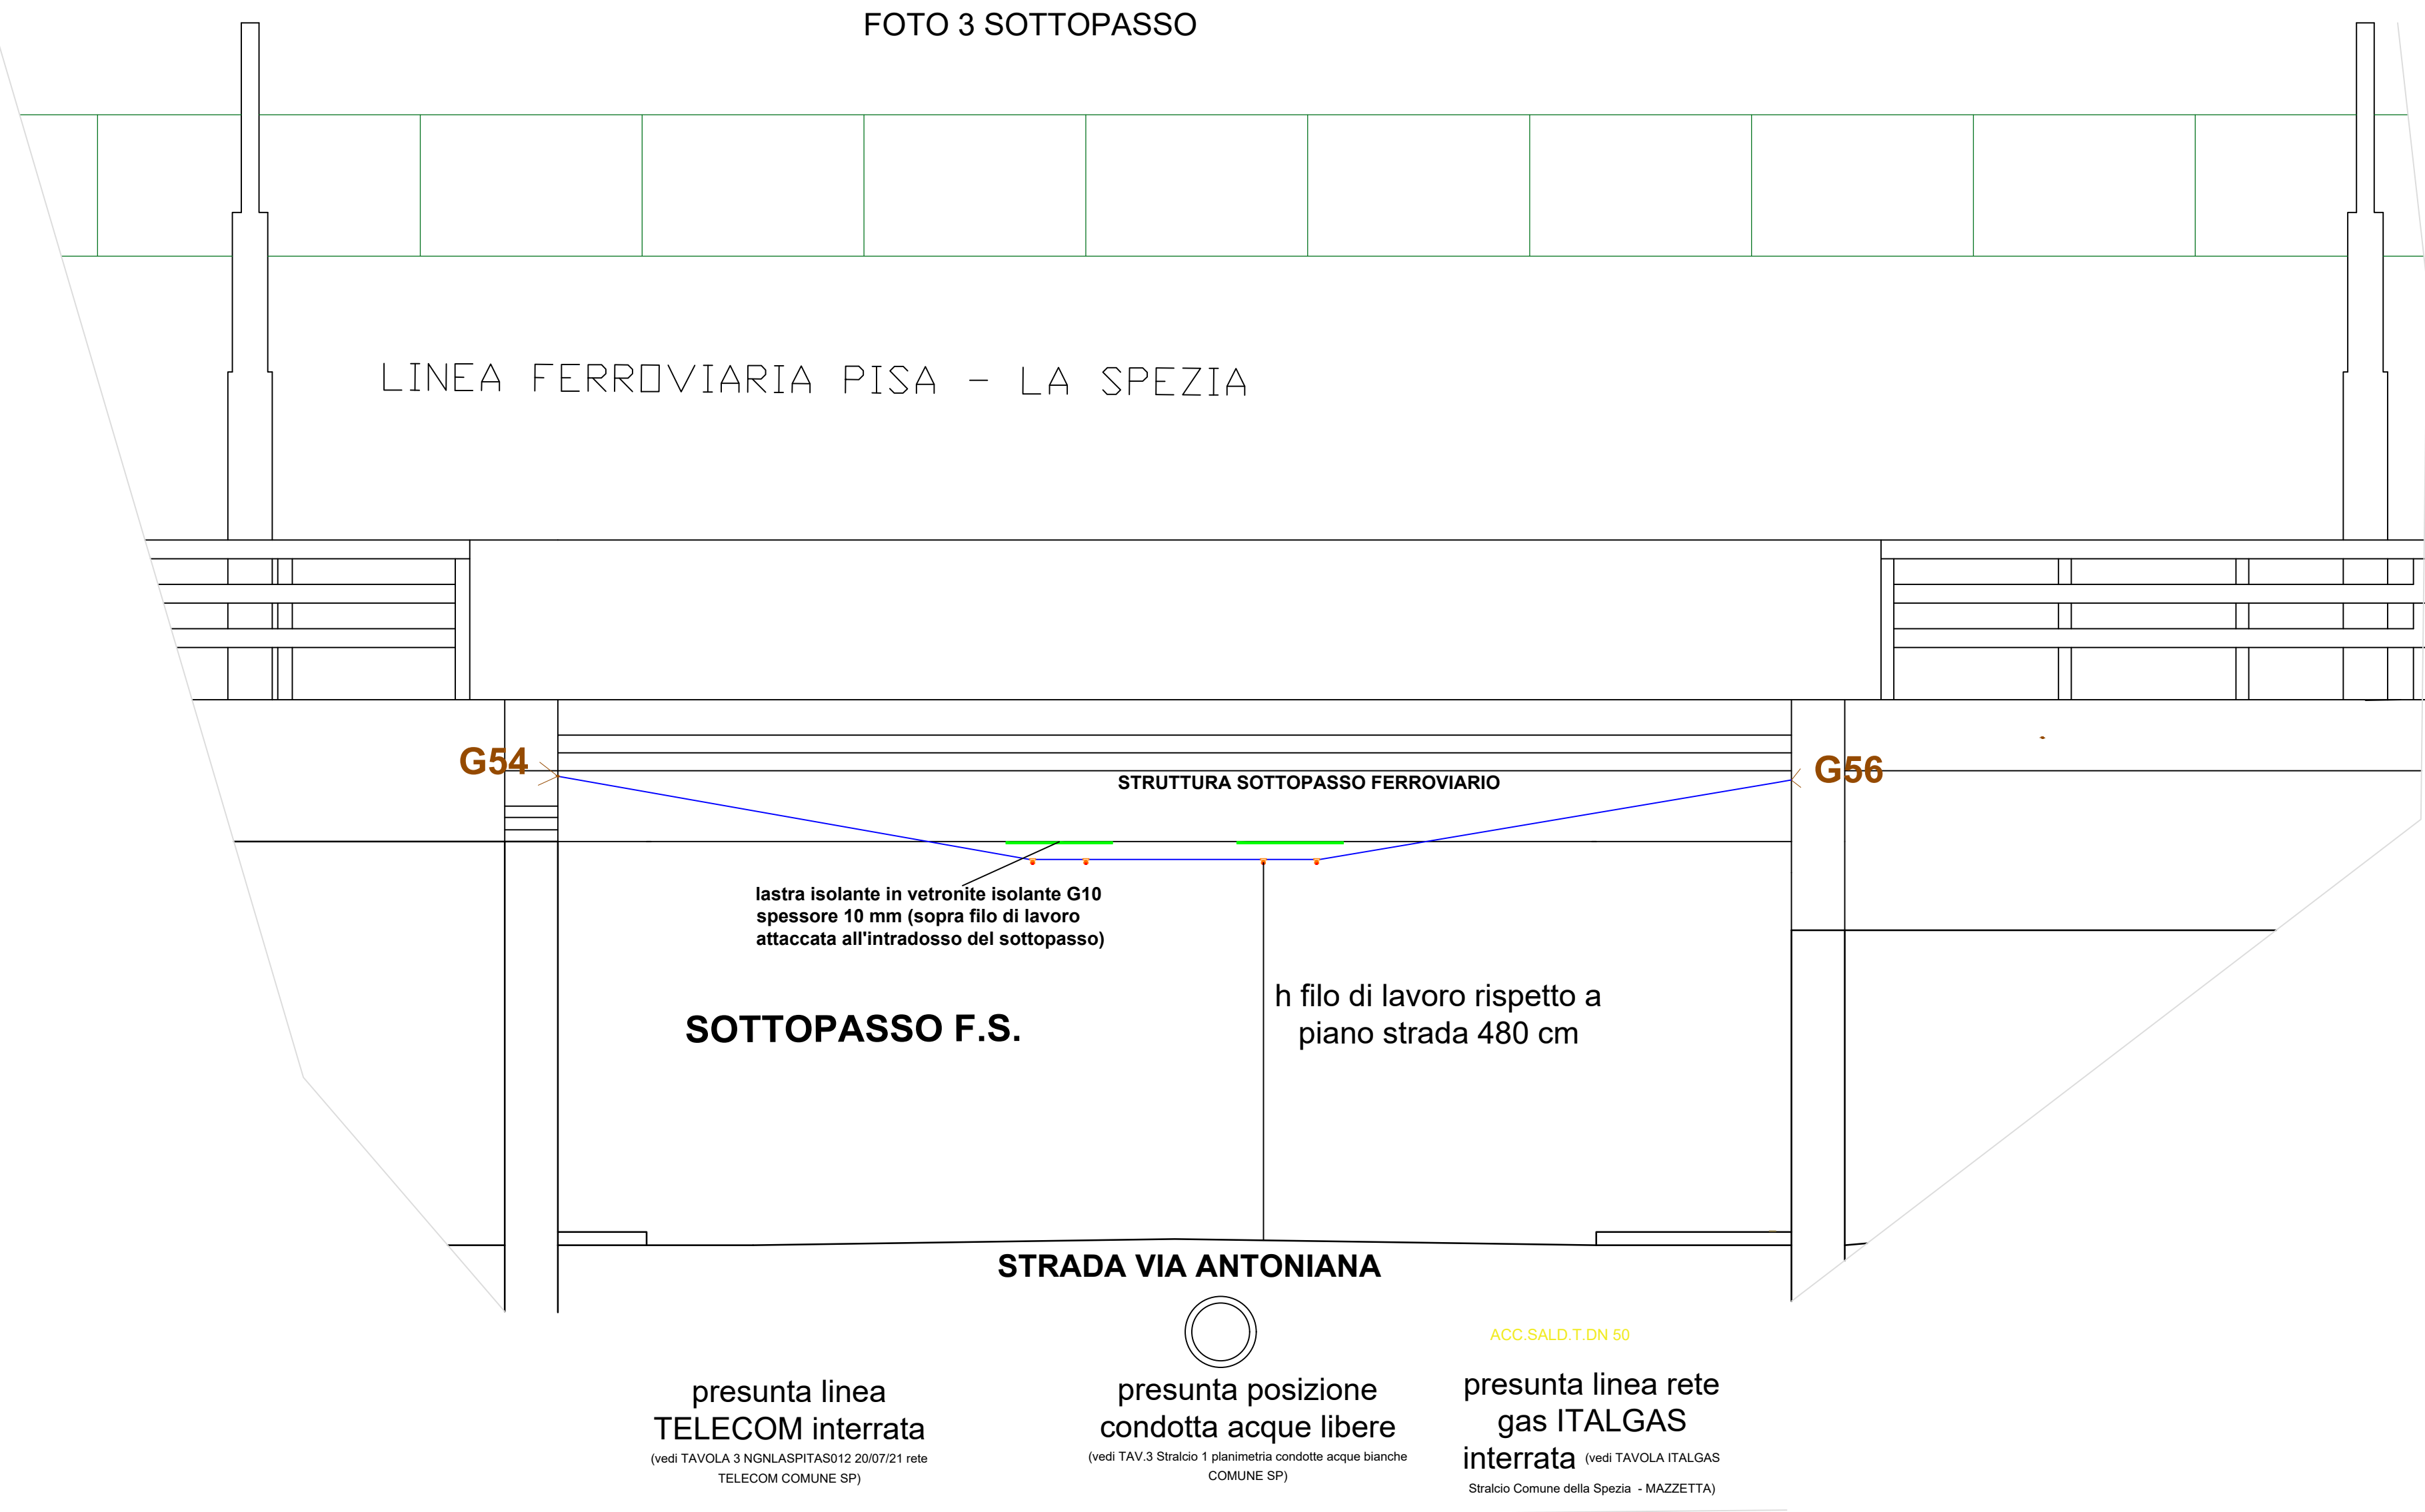 FOTO 3 SOTTOPASSO
LINEA FERROVIARIA PISA - LA SPEZIA
G54
G56
STRUTTURA SOTTOPASSO FERROVIARIO
lastra isolante in vetronite isolante G10
spessore 10 mm (sopra filo di lavoro
attaccata all'intradosso del sottopasso)
h filo di lavoro rispetto a
piano strada 480 cm
SOTTOPASSO F.S.
STRADA VIA ANTONIANA
ACC.SALD.T.DN 50
presunta linea
TELECOM interrata
(vedi TAVOLA 3 NGNLASPITAS012 20/07/21 rete
TELECOM COMUNE SP)
presunta posizione
condotta acque libere
(vedi TAV.3 Stralcio 1 planimetria condotte acque bianche
COMUNE SP)
presunta linea rete
gas ITALGAS
interrata (vedi TAVOLA ITALGAS
Stralcio Comune della Spezia - MAZZETTA)